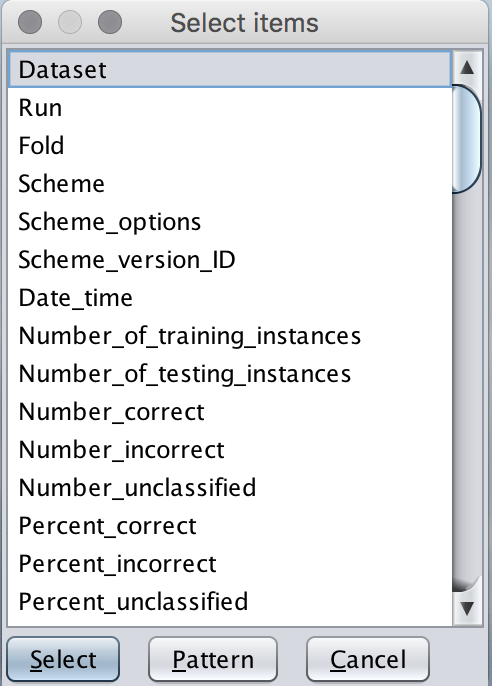 Select items
Dataset
Run
Fold
Scheme
Scheme_options
Scheme_version_ID
Date_time
Number_of_training_instances
Number_of_testing_instances
Number_correct
Number_incorrect
Number_unclassified
Percent_correct
Percent_incorrect
Percent_unclassified
Select Pattern Cancel